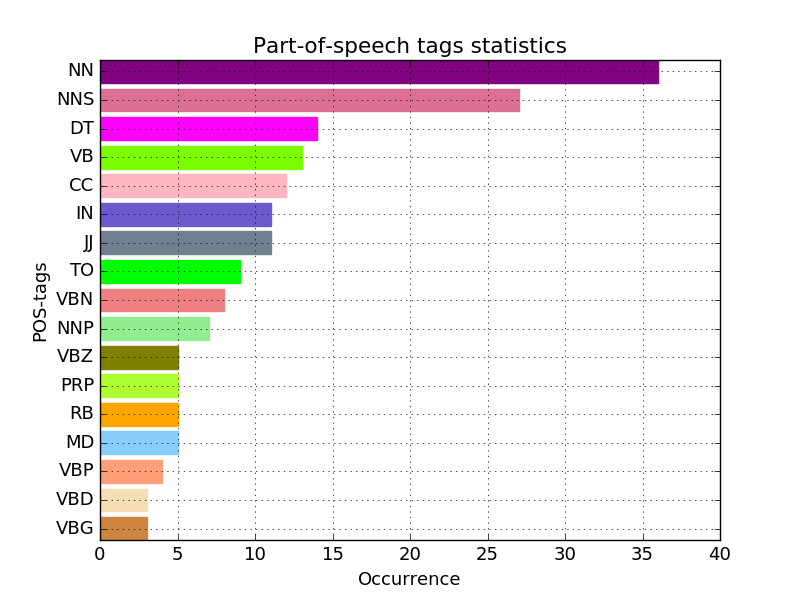 Part-of-speech tags statistics
NN
NNS
DT
VB
CC
IN
JJ
TO
VBN
NNP
VBZ
PRP
RB
MD
VBP
VBD
VBG
POS-tags
0 5 10 15 20 25 30 35 40
Occurrence